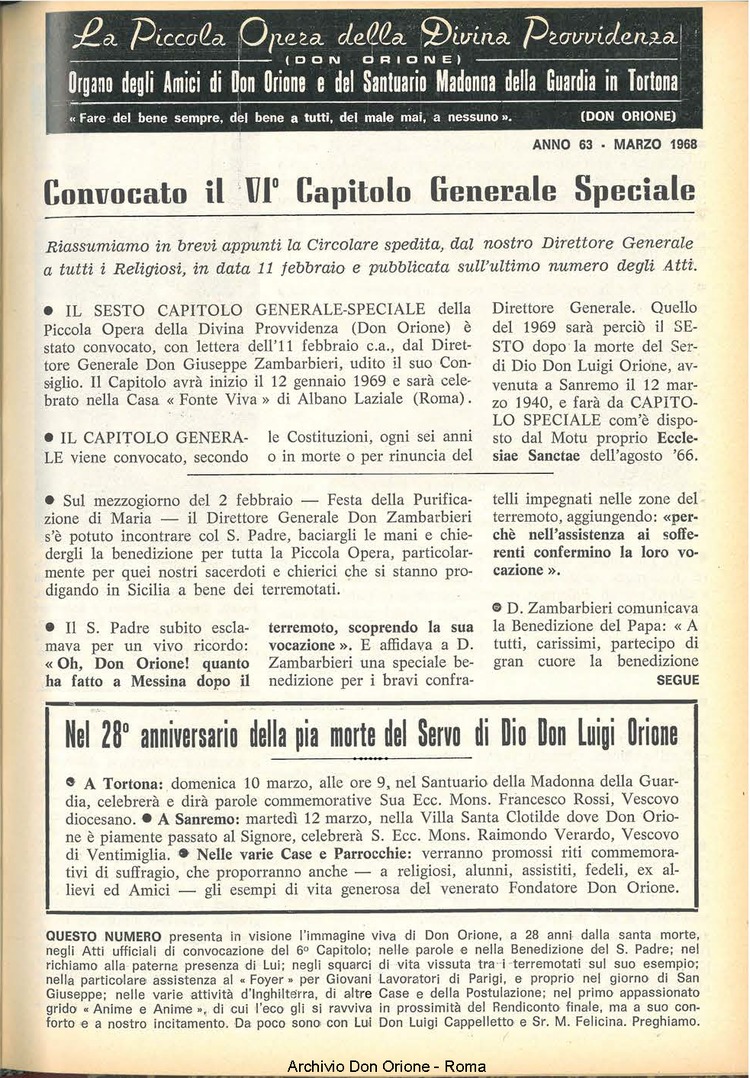 La Piccola Opera della Divina Provvidenza
(DON ORIONE)
Organo degli Amici di Don Orione e del Santuario Madonna della Guardia in Tortona
« Fare del bene sempre, del bene a tutti, del male mai, a nessuno ». (DON ORIONE)
ANNO 63 - MARZO 1968
Convocato il VI° Capitolo Generale Speciale
Riassumiamo in brevi appunti la Circolare spedita, dal nostro Direttore Generale
a tutti i Religiosi, in data 11 febbraio e pubblicata sull'ultimo numero degli Atti.
● IL SESTO CAPITOLO GENERALE-SPECIALE della
Piccola Opera della Divina Provvidenza (Don Orione) è
stato convocato, con lettera dell'11 febbraio c.a., dal Diret-
tore Generale Don Giuseppe Zambarbieri, udito il suo Con-
siglio. Il Capitolo avrà inizio il 12 gennaio 1969 e sarà cele-
brato nella Casa « Fonte Viva » di Albano Laziale (Roma).
● IL CAPITOLO GENERA-
LE viene convocato, secondo
le Costituzioni, ogni sei anni
o in morte o per rinuncia del
Direttore Generale. Quello
del 1969 sarà perciò il SE-
STO dopo la morte del Ser-
di Dio Don Luigi Orione, av-
venuta a Sanremo il 12 mar-
zo 1940, e farà da CAPITO-
LO SPECIALE com'è dispo-
sto dal Motu proprio Eccle-
siae Sanctae dell'agosto '66.
● Sul mezzogiorno del 2 febbraio — Festa della Purifica-
zione di Maria — il Direttore Generale Don Zambarbieri
s'è potuto incontrare col S. Padre, baciargli le mani e chie-
dergli la benedizione per tutta la Piccola Opera, particolar-
mente per quei nostri sacerdoti e chierici che si stanno pro-
digando in Sicilia a bene dei terremotati.
● Il S. Padre subito escla-
mava per un vivo ricordo:
« Oh, Don Orione! quanto
ha fatto a Messina dopo il
terremoto, scoprendo la sua
vocazione ». E affidava a D.
Zambarbieri una speciale be-
nedizione per i bravi confra-
telli impegnati nelle zone del
terremoto, aggiungendo: «per-
chè nell'assistenza ai soffe-
renti confermino la loro vo-
cazione ».
● D. Zambarbieri comunicava
la Benedizione del Papa: « A
tutti, carissimi, partecipo di
gran cuore la benedizione
SEGUE
Nel 28° anniversario della pia morte del Servo di Dio Don Luigi Orione
● A Tortona: domenica 10 marzo, alle ore 9, nel Santuario della Madonna della Guar-
dia, celebrerà e dirà parole commemorative Sua Ecc. Mons. Francesco Rossi, Vescovo
diocesano. ● A Sanremo: martedì 12 marzo, nella Villa Santa Clotilde dove Don Orio-
ne è piamente passato al Signore, celebrerà S. Ecc. Mons. Raimondo Verardo, Vescovo
di Ventimiglia. ● Nelle varie Case e Parrocchie: verranno promossi riti commemora-
tivi di suffragio, che proporranno anche — a religiosi, alunni, assistiti, fedeli, ex al-
lievi ed Amici — gli esempi di vita generosa del venerato Fondatore Don Orione.
QUESTO NUMERO presenta in visione l'immagine viva di Don Orione, a 28 anni dalla santa morte,
negli Atti ufficiali di convocazione del 6° Capitolo; nelle parole e nella Benedizione del S. Padre; nel
richiamo alla paterna presenza di Lui; negli squarci di vita vissuta tra i terremotati sul suo esempio;
nella particolare assistenza al « Foyer » per Giovani Lavoratori di Parigi, e proprio nel giorno di San
Giuseppe; nelle varie attività d'Inghilterra, di altre Case e della Postulazione; nel primo appassionato
grido « Anime e Anime », di cui l'eco gli si ravviva in prossimità del Rendiconto finale, ma a suo con-
forto e a nostro incitamento. Da poco sono con Lui Don Luigi Cappelletto e Sr. M. Felicina. Preghiamo.
Archivio Don Orione - Roma